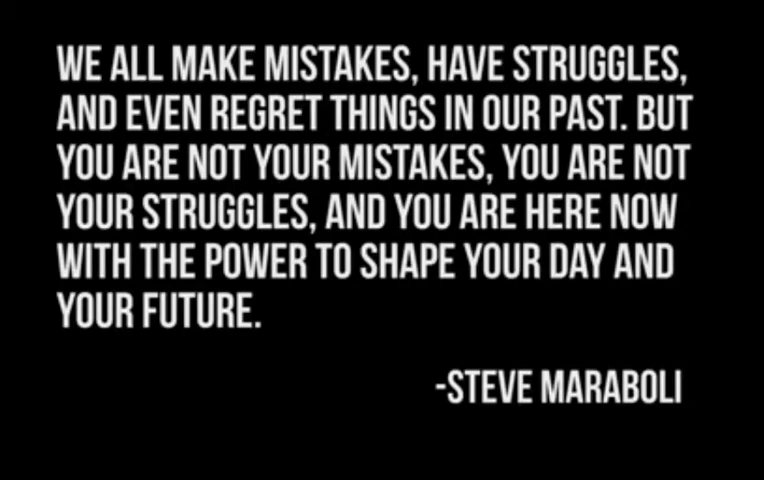 WE ALL MAKE MISTAKES, HAVE STRUGGLES,
AND EVEN REGRET THINGS IN OUR PAST. BUT
YOU ARE NOT YOUR MISTAKES, YOU ARE NOT
YOUR STRUGGLES, AND YOU ARE HERE NOW
WITH THE POWER TO SHAPE YOUR DAY AND
YOUR FUTURE.
-STEVE MARABOLI